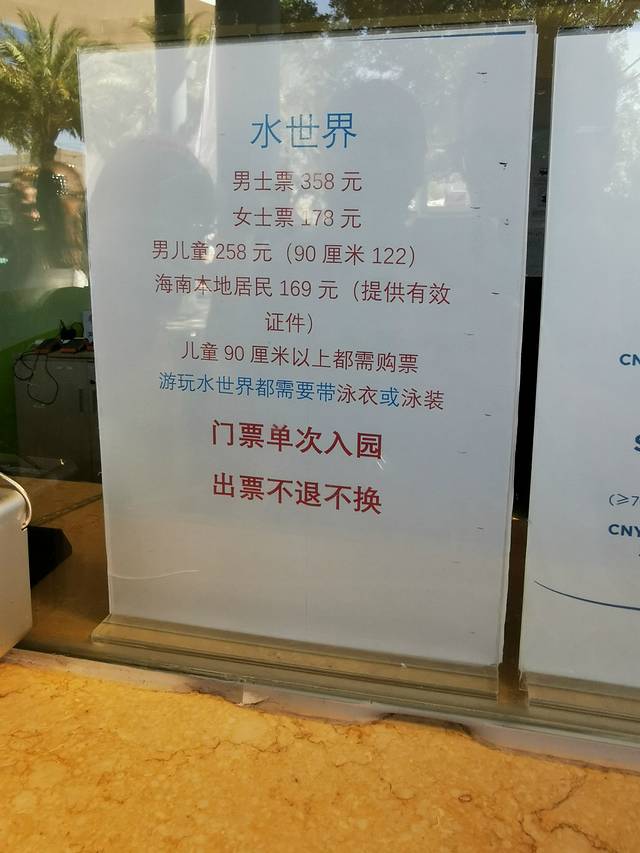 水世界
男士票 358 元
女士票 178 元
男儿童 258 元（90 厘米 122）
海南本地居民 169 元（提供有效
证件）
儿童 90 厘米以上都需购票
游玩水世界都需要带泳衣或泳装
门票单次入园
出票不退不换
CN
S
(≥7
CNY